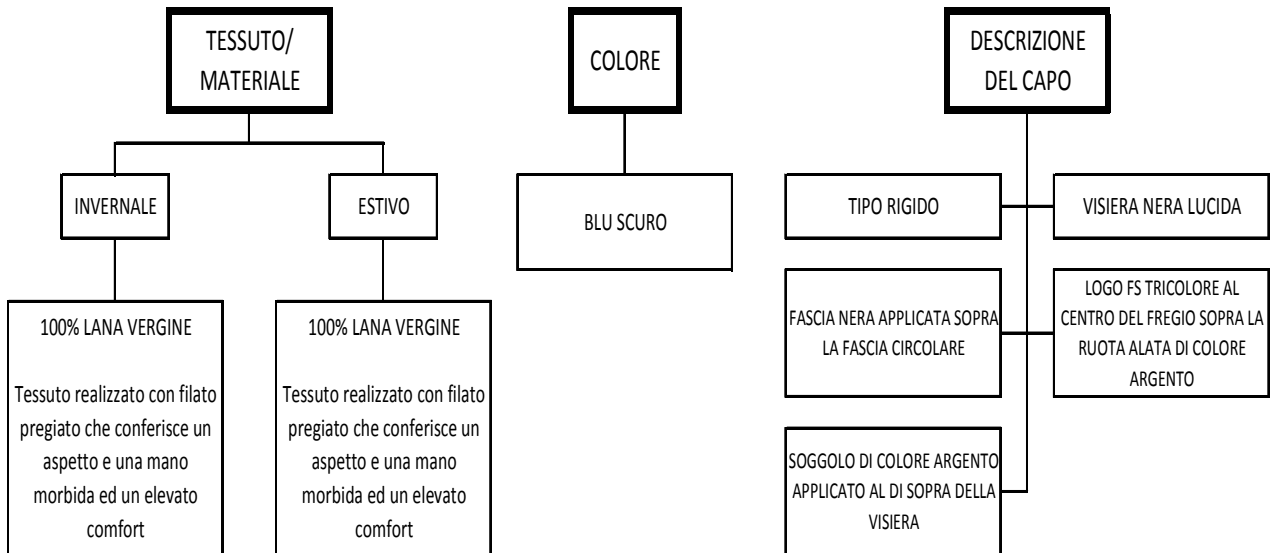 TESSUTO/
MATERIALE
INVERNALE
100% LANA VERGINE
Tessuto realizzato con filato
pregiato che conferisce un
aspetto e una mano
morbida ed un elevato
comfort
ESTIVO
100% LANA VERGINE
Tessuto realizzato con filato
pregiato che conferisce un
aspetto e una mano
morbida ed un elevato
comfort
COLORE
BLU SCURO
DESCRIZIONE
DEL CAPO
TIPO RIGIDO
VISIERA NERA LUCIDA
FASCIA NERA APPLICATA SOPRA
LA FASCIA CIRCOLARE
LOGO FS TRICOLORE AL
CENTRO DEL FREGIO SOPRA LA
RUOTA ALATA DI COLORE
ARGENTO
SOGGOLO DI COLORE ARGENTO
APPLICATO AL DI SOPRA DELLA
VISIERA